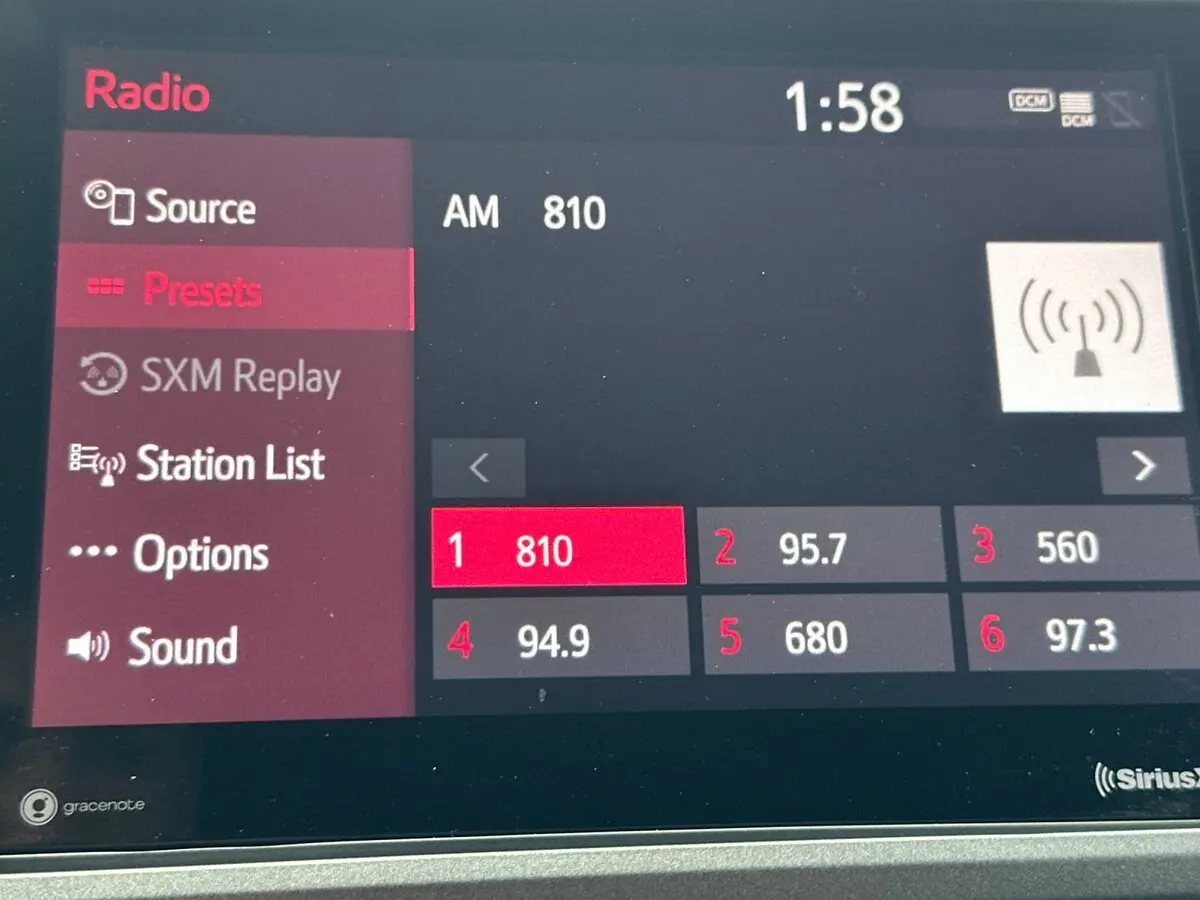 Radio
1:58
DCM
DCM
Source
AM 810
Presets
SXM Replay
Station List
Options
Sound
1 810
2 95.7
3 560
4 94.9
5 680
6 97.3
gracenote
SiriusX